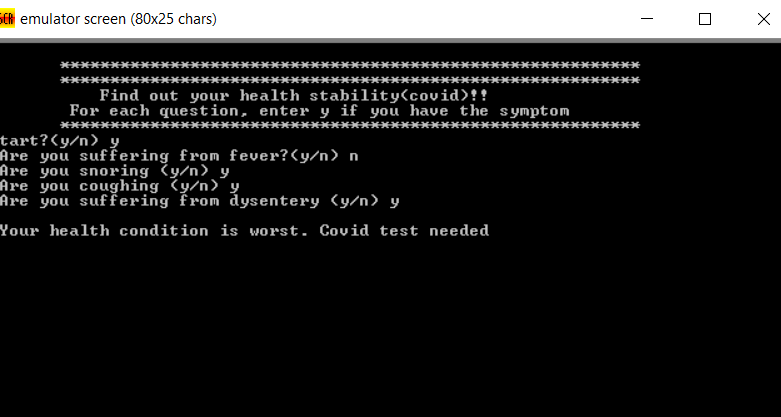 emulator screen (80x25 chars)
**********************************************************
**********************************************************
Find out your health stability(covid)!!
For each question, enter y if you have the symptom
**********************************************************
tart?(y/n) y
Are you suffering from fever?(y/n) n
Are you snoring (y/n) y
Are you coughing (y/n) y
Are you suffering from dysentery (y/n) y
Your health condition is worst. Covid test needed